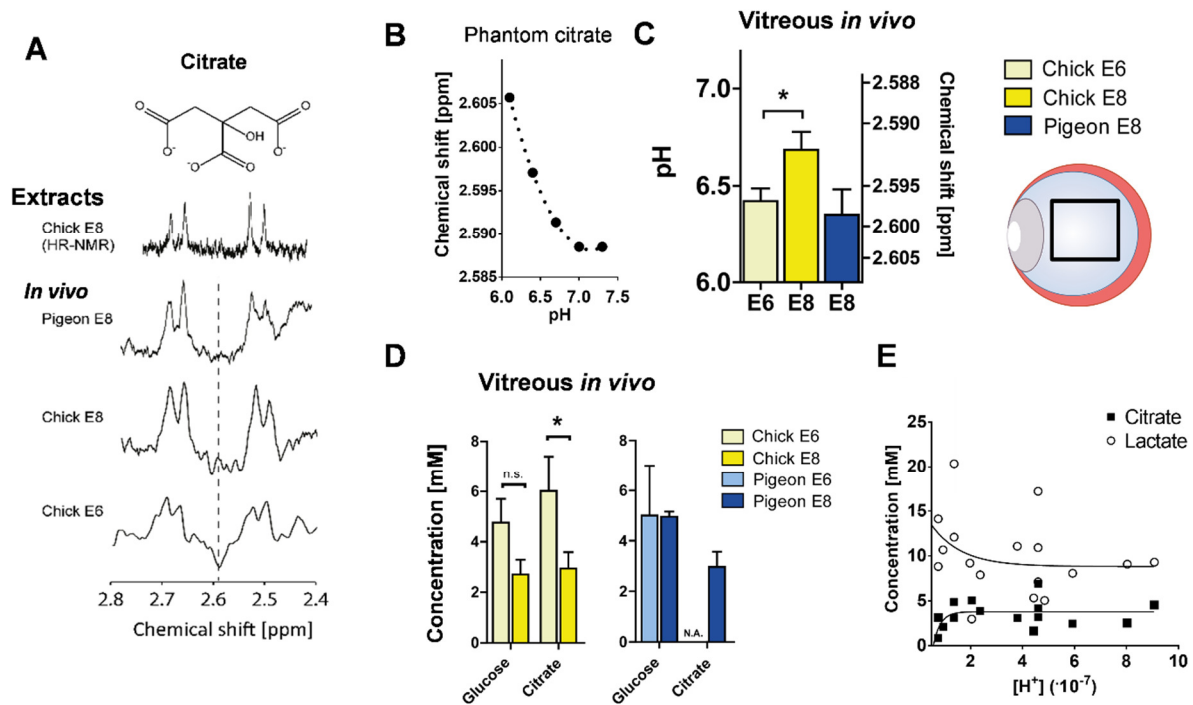 A
Citrate
O
O
OH
O-
-O
O
O-
Extracts
Chick E8
(HR-NMR)
In vivo
Pigeon E8
Chick E8
Chick E6
2.8
2.7
2.6
2.5
2.4
Chemical shift [ppm]
B
Phantom citrate
Chemical shift [ppm]
2.605
2.600
2.595
2.590
2.585
6.0
6.5
7.0
7.5
pH
C
Vitreous in vivo
pH
7.0
6.5
6.0
*
E6
E8
E8
2.588
2.590
2.595
2.600
2.605
Chemical shift [ppm]
Chick E6
Chick E8
Pigeon E8
D
Vitreous in vivo
Concentration [mM]
8
6
4
2
0
n.s.
*
Glucose
Citrate
8
6
4
2
0
N.A.
Glucose
Citrate
Chick E6
Chick E8
Pigeon E6
Pigeon E8
E
Citrate
Lactate
Concentration [mM]
25
20
15
10
5
0
0
2
4
6
8
10
[H+] (·10-7)